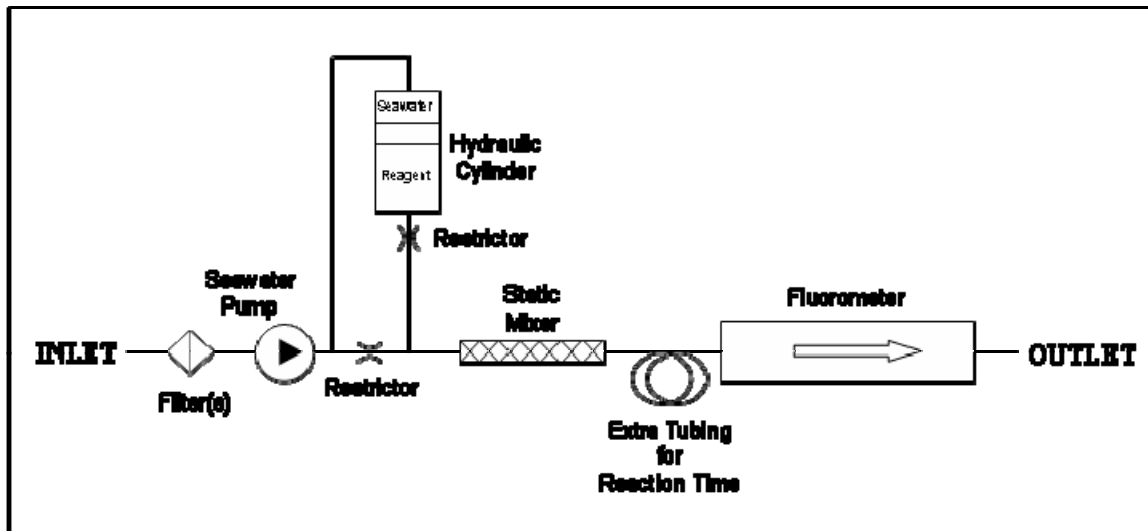 Seawater
Hydraulic
Cylinder
Reagent
Restrictor
Seawater
Pump
Static
Mixer
Fluorometer
INLET
OUTLET
Filter(s)
Restrictor
Extra Tubing
for
Reaction Time